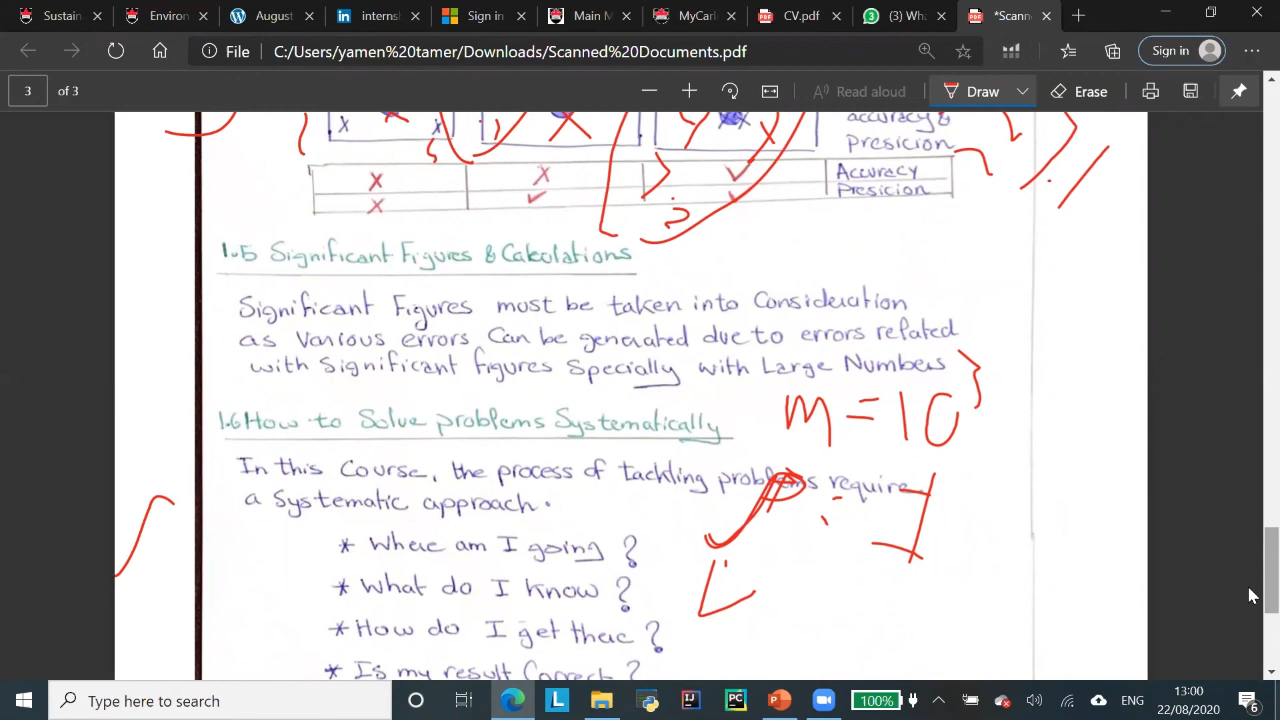 Sustain
Environ
August
intern
Sign in
Main M
MyCarl
CV.pdf
(3) Wha
*Scann
File C:/Users/yamen%20tamer/Downloads/Scanned%20Documents.pdf
Sign in
3 of 3
Read aloud
Draw
Erase
accuracy &
X X X X X Presicion
X X ✓ Accuracy
X ✓ ✓ Presicion
1.5 Significant Figures & Calculations
Significant Figures must be taken into Consideration
as Various errors Can be generated due to errors related
with Significant figures Specially with Large Numbers
m = 10
1.6 How to Solve problems Systematically
In this Course, the process of tackling problems require
a Systematic approach.
* Where am I going?
* What do I know?
* How do I get there?
* Is my result Correct?
Type here to search
100%
ENG
13:00
22/08/2020